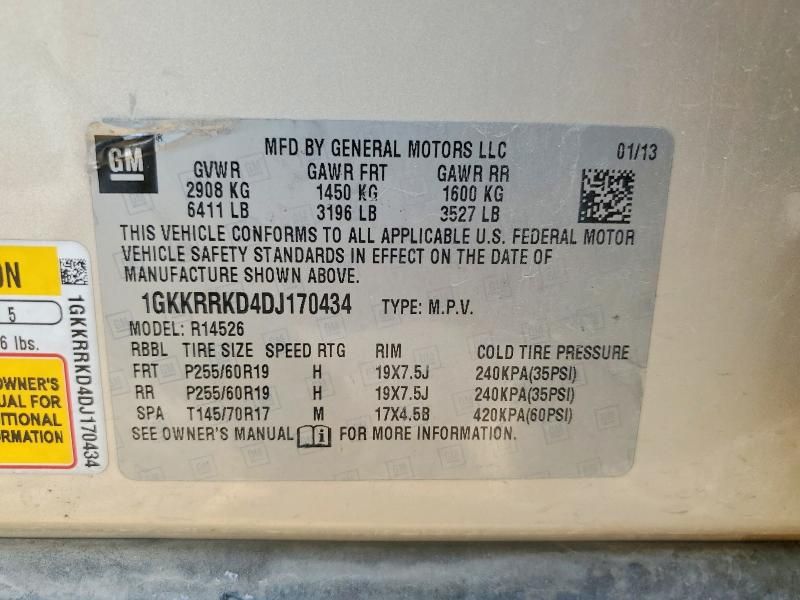 GM
MFD BY GENERAL MOTORS LLC 01/13
GVWR GAWR FRT GAWR RR
2908 KG 1450 KG 1600 KG
6411 LB 3196 LB 3527 LB
THIS VEHICLE CONFORMS TO ALL APPLICABLE U.S. FEDERAL MOTOR
VEHICLE SAFETY STANDARDS IN EFFECT ON THE DATE OF
MANUFACTURE SHOWN ABOVE.
1GKKRRKD4DJ170434 TYPE: M.P.V.
MODEL: R14526
RBBL TIRE SIZE SPEED RTG RIM COLD TIRE PRESSURE
FRT P255/60R19 H 19X7.5J 240KPA(35PSI)
RR P255/60R19 H 19X7.5J 240KPA(35PSI)
SPA T145/70R17 M 17X4.5B 420KPA(60PSI)
SEE OWNER'S MANUAL i FOR MORE INFORMATION.
ON
5
6 lbs.
OWNER'S
UAL FOR
ITIONAL
ORMATION
1GKKRRKD4DJ170434